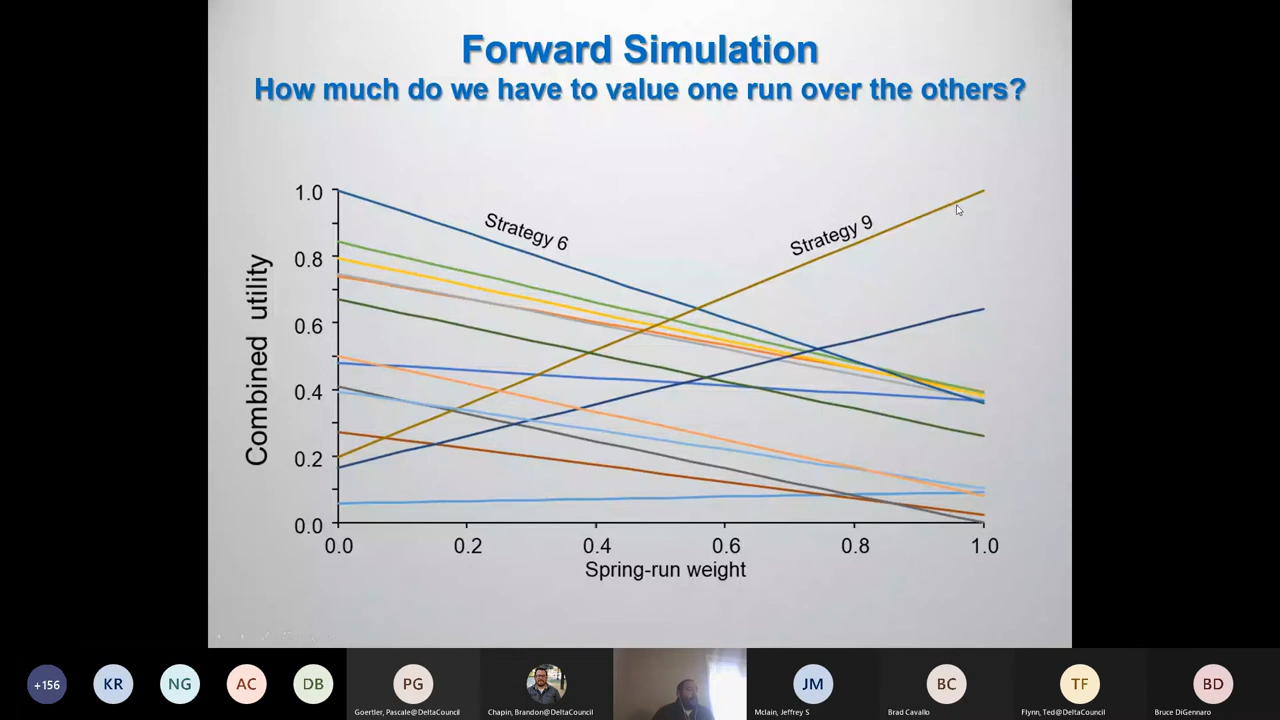 Forward Simulation
How much do we have to value one run over the others?
Combined utility
1.0
0.8
0.6
0.4
0.2
0.0
Strategy 6
Strategy 9
0.0 0.2 0.4 0.6 0.8 1.0
Spring-run weight
+156
KR
NG
AC
DB
PG
JM
BC
TF
BD
Goertler, Pascale@DeltaCouncil
Chapin, Brandon@DeltaCouncil
Mclain, Jeffrey S
Brad Cavallo
Flynn, Ted@DeltaCouncil
Bruce DiGennaro